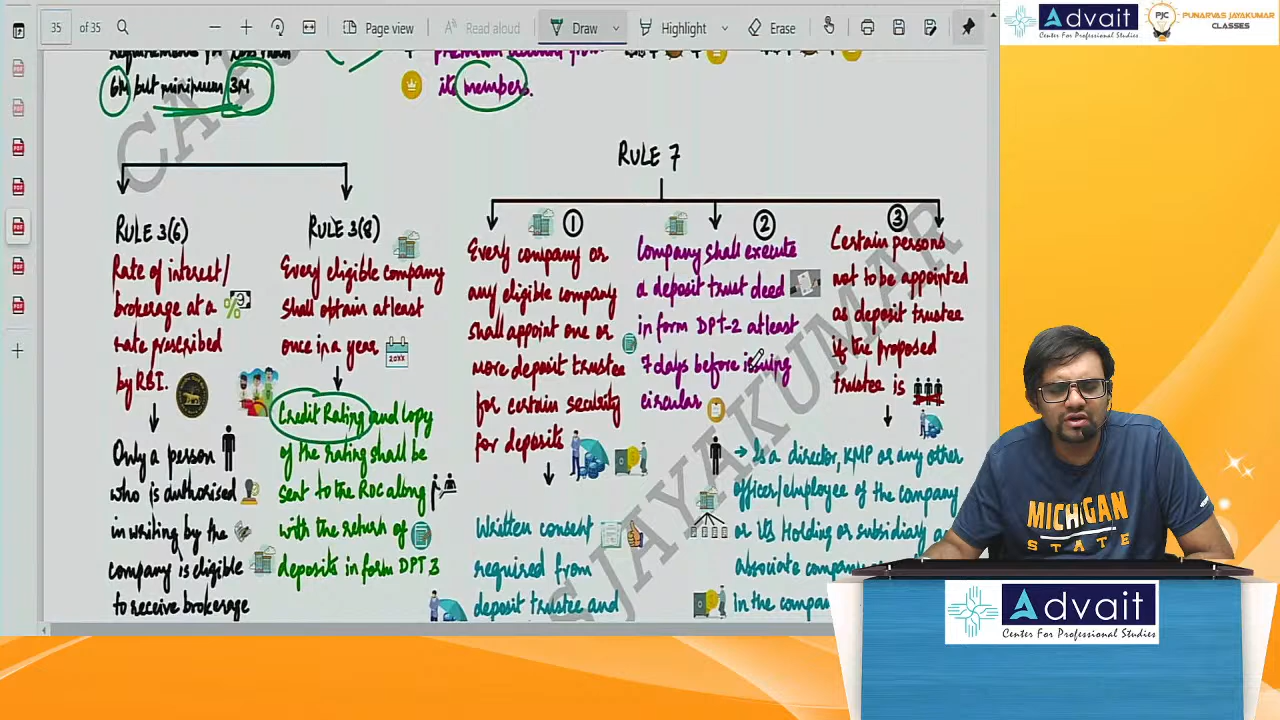 35 of 35
Page view
Read aloud
Draw
Highlight
Erase
Advait
Center For Professional Studies
PJC
PUNARVAS JAYAKUMAR
CLASSES
6M but minimum 3M
its members.
RULE 7
RULE 3(6)
Rate of interest/
brokerage at a
rate prescribed
by RBI.
Only a person
who is authorised
in writing by the
company is eligible
to receive brokerage
RULE 3(8)
Every eligible company
shall obtain atleast
once in a year
20XX
Credit Rating and copy
of the rating shall be
sent to the ROC along
with the return of
deposits in form DPT 3
1
Every company or
any eligible company
shall appoint one or
more deposit trustee
for certain security
for deposits
Written consent
required from
deposit trustee and
2
Company shall execute
a deposit trust deed
in form DPT-2 atleast
7 days before issuing
circular
3
Certain persons
not to be appointed
as deposit trustee
if the proposed
trustee is
→ Is a director, KMP or any other
officer/employee of the company
or its Holding or subsidiary
associate company
in the company
JAYAKUMAR
MICHIGAN
STATE
Advait
Center For Professional Studies